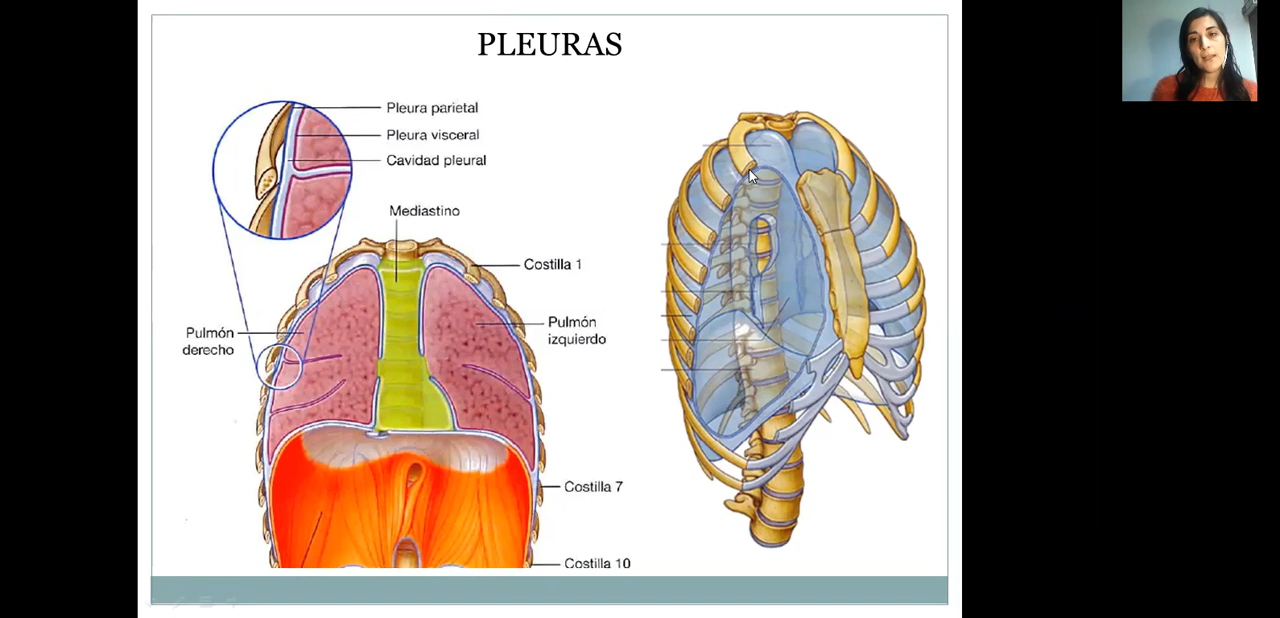 PLEURAS
Pleura parietal
Pleura visceral
Cavidad pleural
Mediastino
Costilla 1
Pulmón
derecho
Pulmón
izquierdo
Costilla 7
Costilla 10